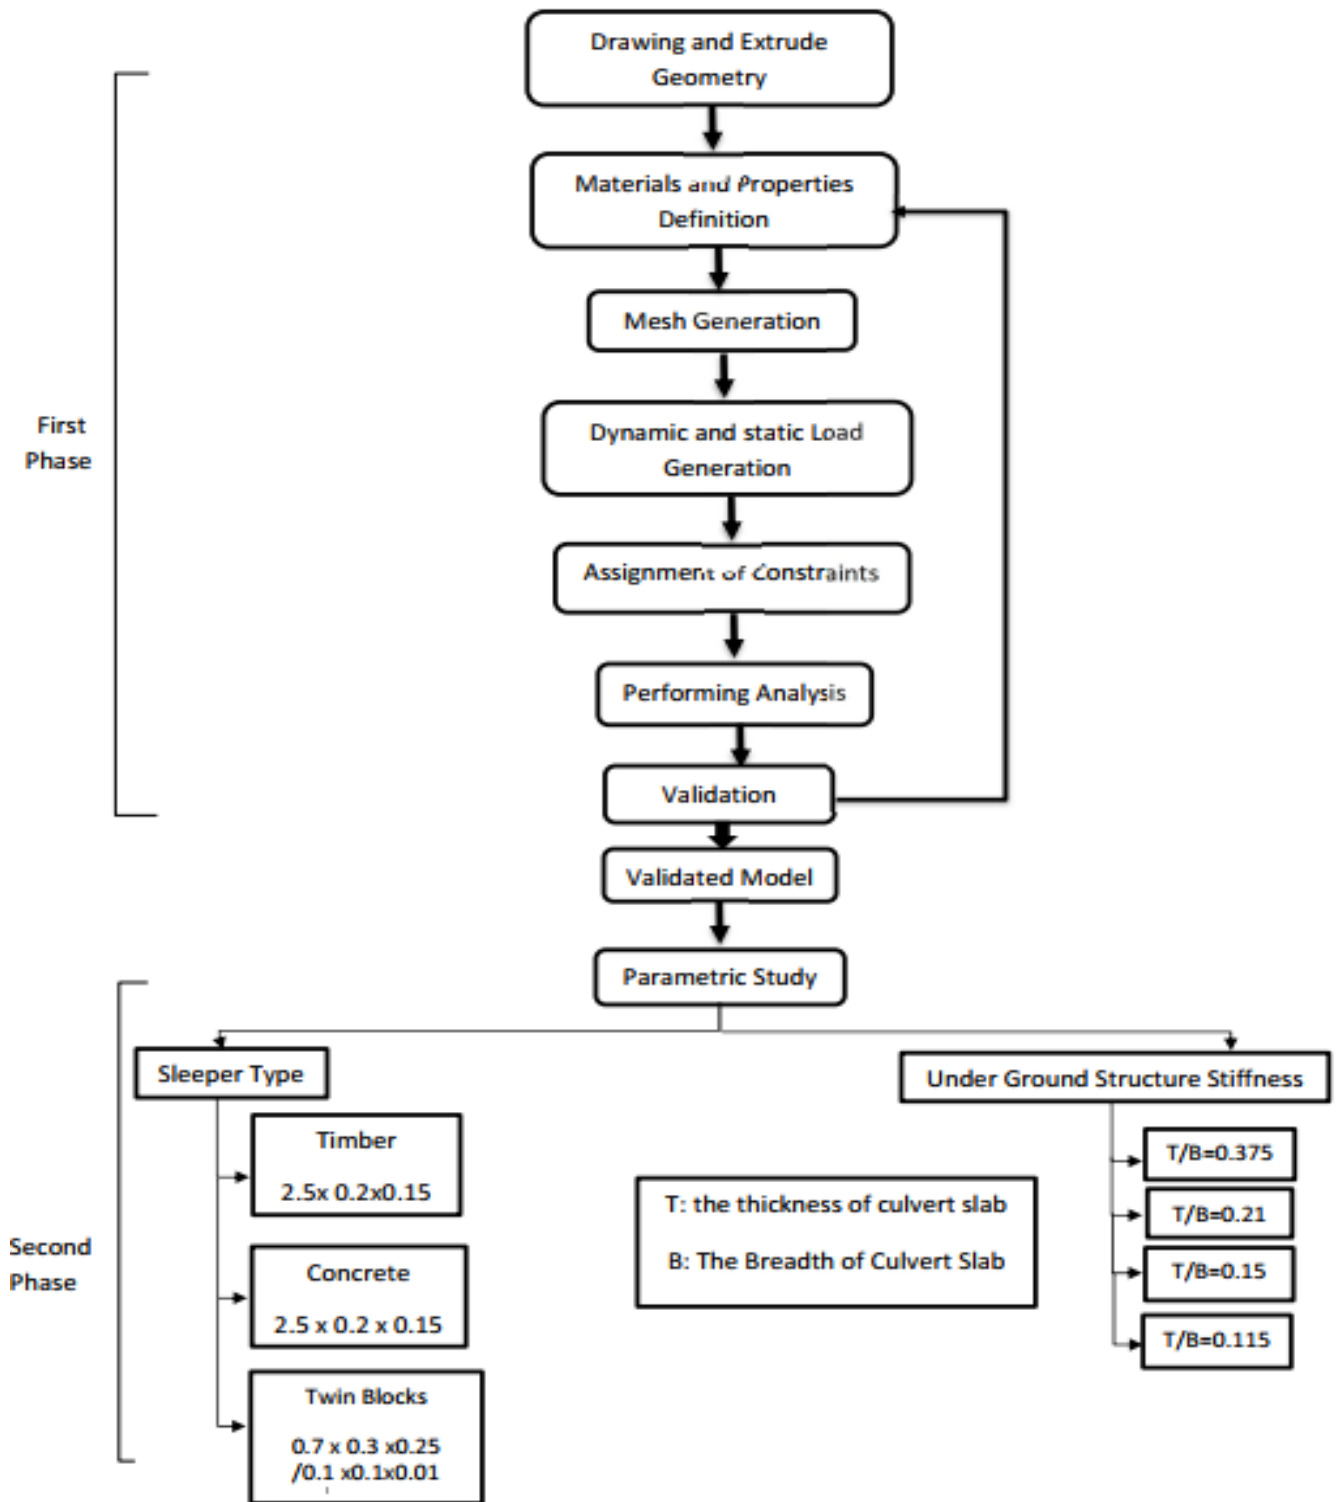 Drawing and Extrude
Geometry
Materials and Properties
Definition
Mesh Generation
First
Phase
Dynamic and static Load
Generation
Assignment of Constraints
Performing Analysis
Validation
Validated Model
Parametric Study
Sleeper Type
Under Ground Structure Stiffness
Timber
2.5x 0.2x0.15
T/B=0.375
T/B=0.21
T/B=0.15
T/B=0.115
T: the thickness of culvert slab
B: The Breadth of Culvert Slab
Second
Phase
Concrete
2.5 x 0.2 x 0.15
Twin Blocks
0.7 x 0.3 x0.25
/0.1 x0.1x0.01